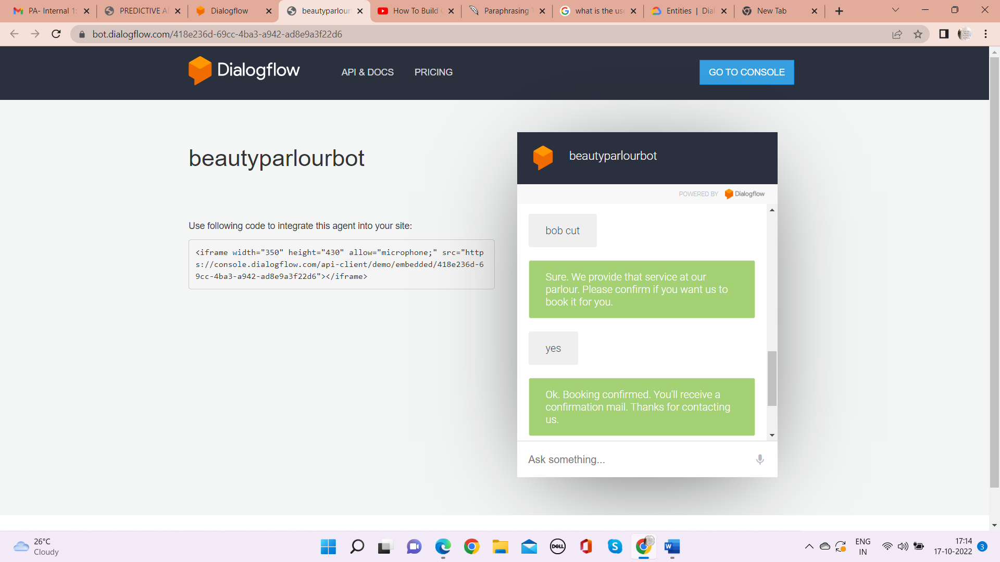 PA- Internal 1:
PREDICTIVE A
Dialogflow
beautyparlour
How To Build
Paraphrasing
what is the use
Entities | Dial
New Tab
bot.dialogflow.com/418e236d-69cc-4ba3-a942-ad8e9a3f22d6
Dialogflow
API & DOCS
PRICING
GO TO CONSOLE
beautyparlourbot
Use following code to integrate this agent into your site:
<iframe width="350" height="430" allow="microphone;" src="http
s://console.dialogflow.com/api-client/demo/embedded/418e236d-6
9cc-4ba3-a942-ad8e9a3f22d6"></iframe>
beautyparlourbot
POWERED BY Dialogflow
bob cut
Sure. We provide that service at our
parlour. Please confirm if you want us to
book it for you.
yes
Ok. Booking confirmed. You'll receive a
confirmation mail. Thanks for contacting
us.
Ask something...
26°C
Cloudy
DELL
S
W
ENG
IN
17:14
17-10-2022
3